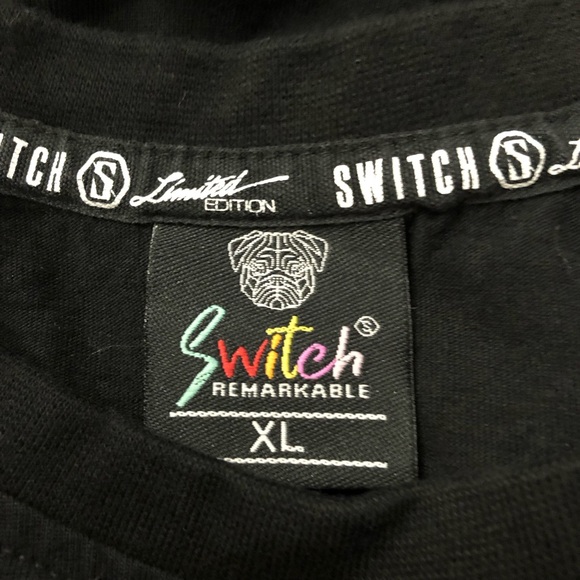 SWITCH S Limited EDITION SWITCH S
Switch S
REMARKABLE
XL